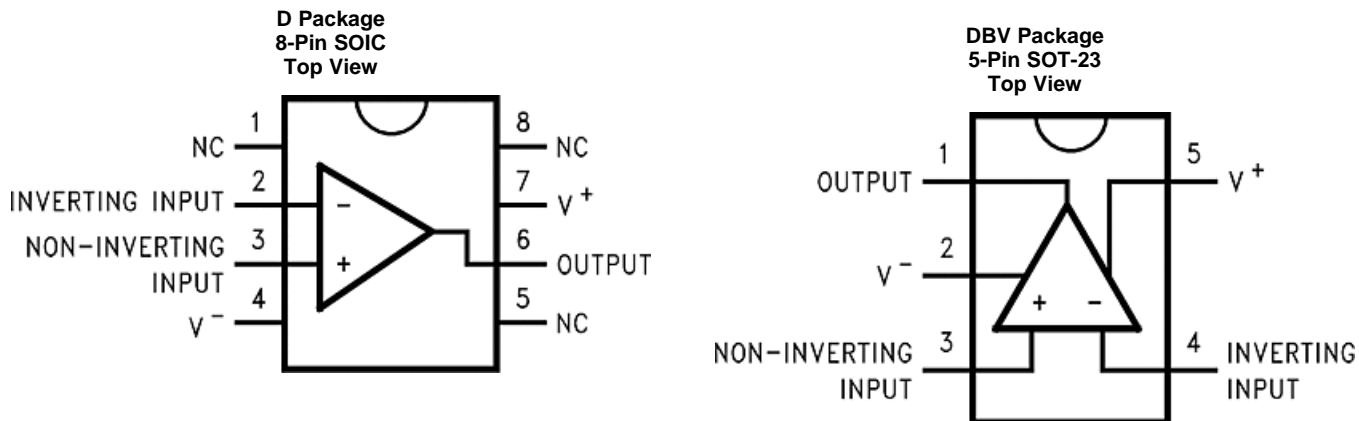 D Package
8-Pin SOIC
Top View
1
NC
2
INVERTING INPUT
3
NON-INVERTING
INPUT
4
V-
8
NC
7
V+
6
OUTPUT
5
NC
-
+
DBV Package
5-Pin SOT-23
Top View
1
OUTPUT
2
V-
3
NON-INVERTING
INPUT
5
V+
4
INVERTING
INPUT
+ -